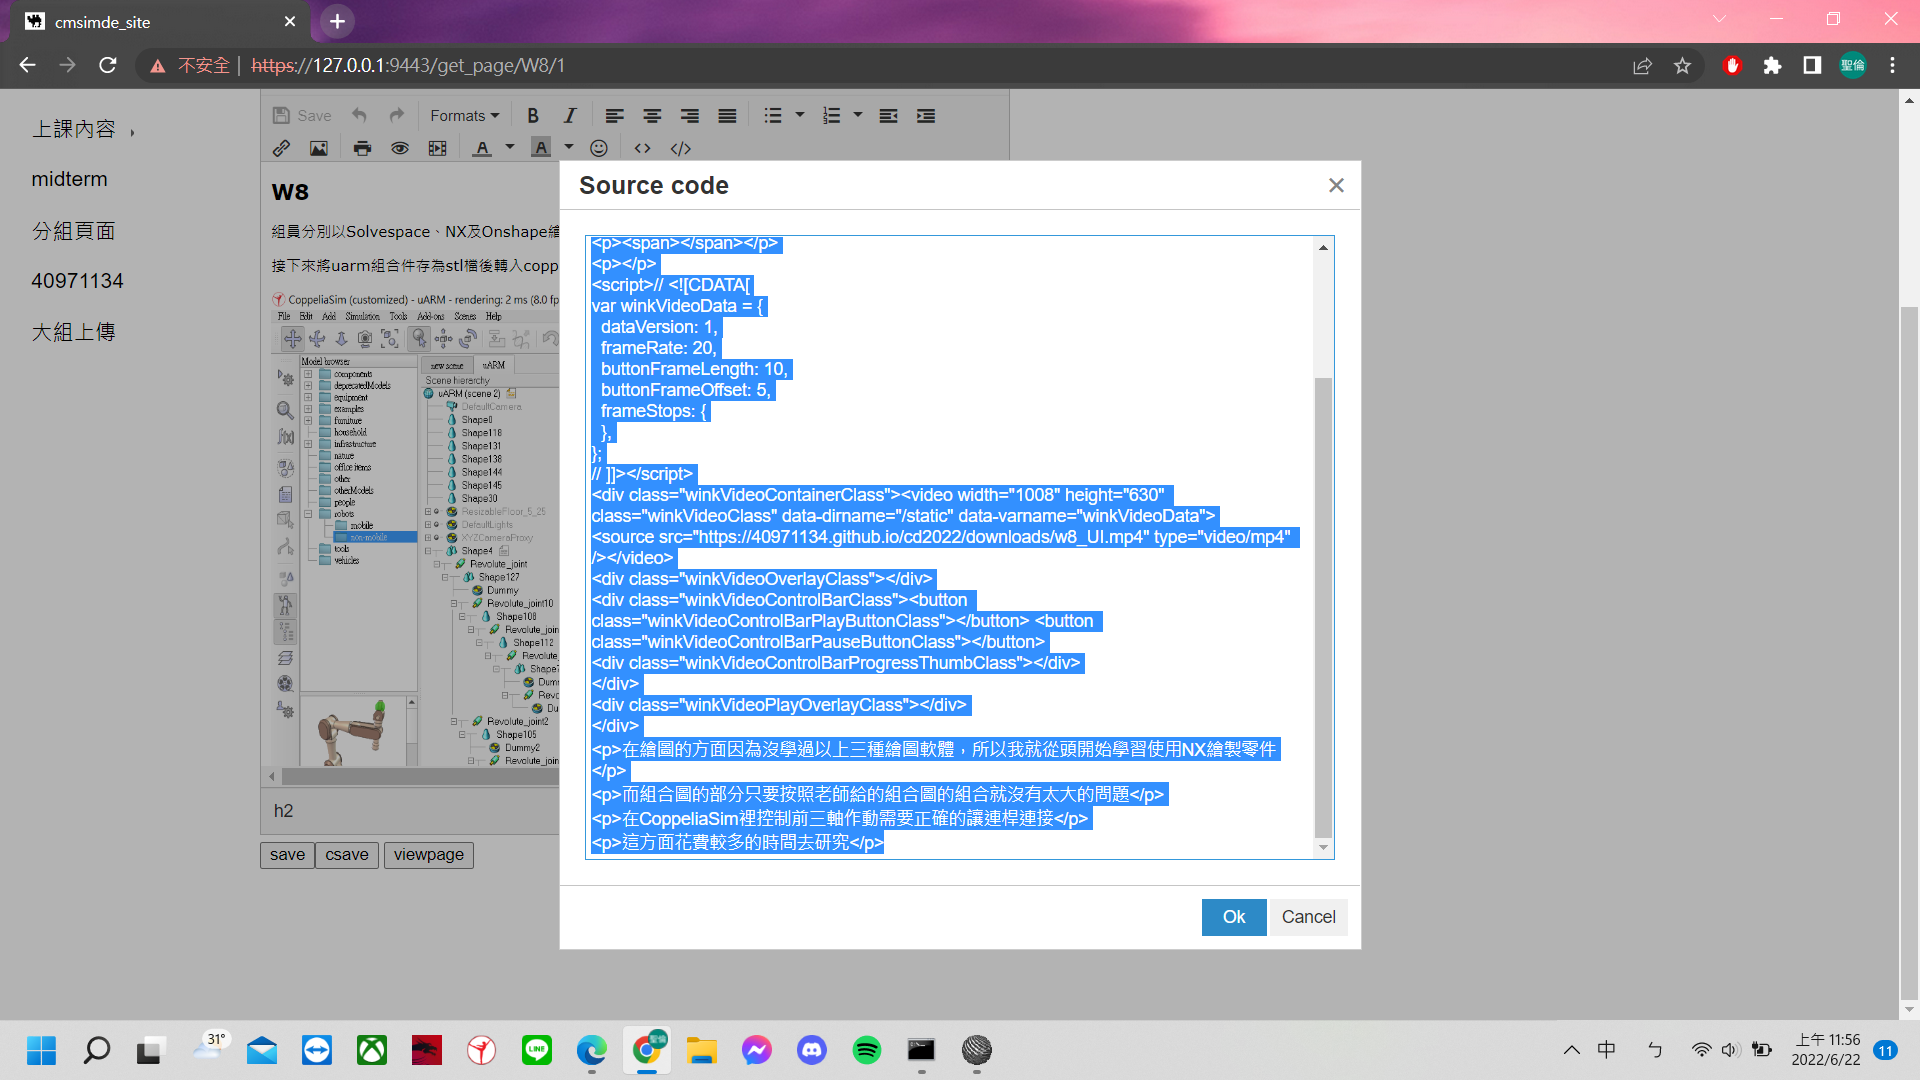 cmsimde_site
不安全 | https://127.0.0.1:9443/get_page/W8/1
聖倫
上課內容
midterm
分組頁面
40971134
大組上傳
Save
Formats
W8
組員分別以Solvespace、NX及Onshape繪
接下來將uarm組合件存為stl檔後轉入copp
CoppeliaSim (customized) - uARM - rendering: 2 ms (8.0 fp
File Edit Add Simulation Tools Add-ons Scenes Help
Model browser
components
deprecatedModels
equipment
examples
furniture
household
infrastructure
nature
office items
other
otherModels
people
robots
mobile
non-mobile
tools
vehicles
new scene
uARM
Scene hierarchy
uARM (scene 2)
DefaultCamera
Shape0
Shape118
Shape131
Shape138
Shape144
Shape145
Shape30
ResizableFloor_5_25
DefaultLights
XYZCameraProxy
Shape4
Revolute_joint
Shape127
Dummy
Revolute_joint10
Shape108
Revolute_join
Shape112
Revolute_
Shape7
Dumm
Revo
Du
Revolute_joint2
Shape105
Dummy2
Revolute_join
h2
save
csave
viewpage
Source code
<p><span></span></p>
<p></p>
<script>// <![CDATA[
var winkVideoData = {
dataVersion: 1,
frameRate: 20,
buttonFrameLength: 10,
buttonFrameOffset: 5,
frameStops: {
},
};
// ]]></script>
<div class="winkVideoContainerClass"><video width="1008" height="630"
class="winkVideoClass" data-dirname="/static" data-varname="winkVideoData">
<source src="https://40971134.github.io/cd2022/downloads/w8_UI.mp4" type="video/mp4"
/></video>
<div class="winkVideoOverlayClass"></div>
<div class="winkVideoControlBarClass"><button
class="winkVideoControlBarPlayButtonClass"></button> <button
class="winkVideoControlBarPauseButtonClass"></button>
<div class="winkVideoControlBarProgressThumbClass"></div>
</div>
<div class="winkVideoPlayOverlayClass"></div>
</div>
<p>在繪圖的方面因為沒學過以上三種繪圖軟體，所以我就從頭開始學習使用NX繪製零件
</p>
<p>而組合圖的部分只要按照老師給的組合圖的組合就沒有太大的問題</p>
<p>在CoppeliaSim裡控制前三軸作動需要正確的讓連桿連接</p>
<p>這方面花費較多的時間去研究</p>
Ok
Cancel
31°
LINE
聖倫
中
ㄣ
上午 11:56
2022/6/22
11